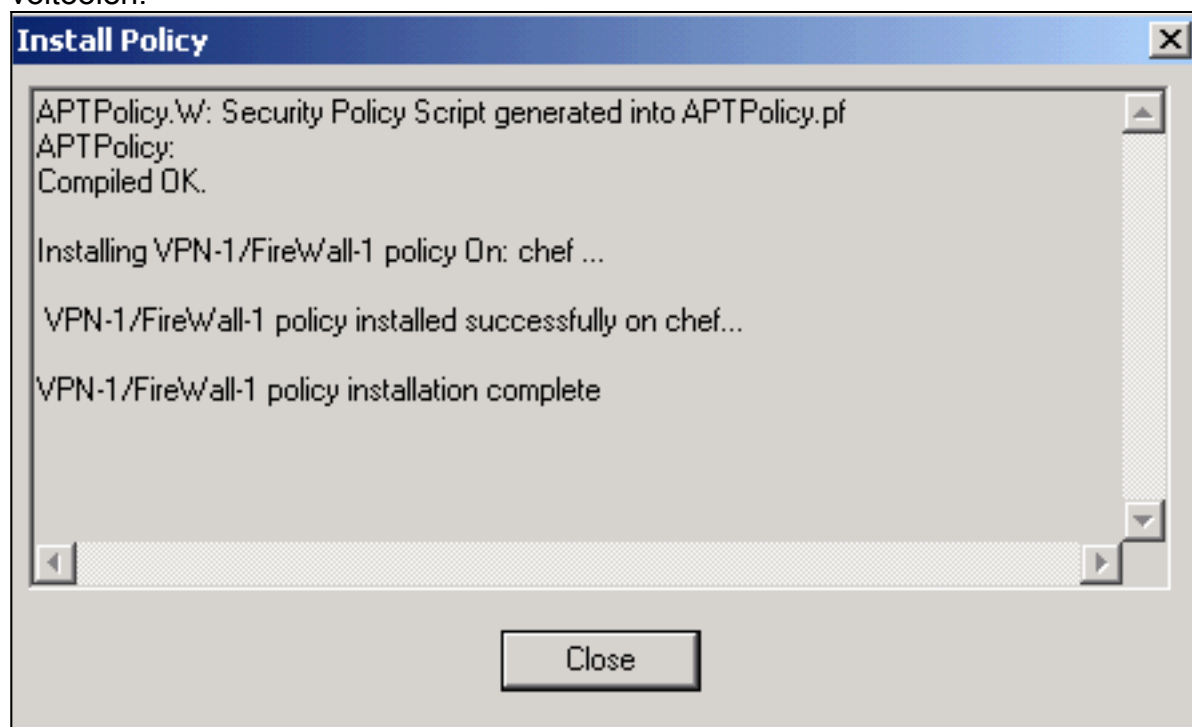 voltooien.
Install Policy
APTPolicy.W: Security Policy Script generated into APTPolicy.pf
APTPolicy:
Compiled OK.
Installing VPN-1/FireWall-1 policy On: chef ...
VPN-1/FireWall-1 policy installed successfully on chef...
VPN-1/FireWall-1 policy installation complete
Close